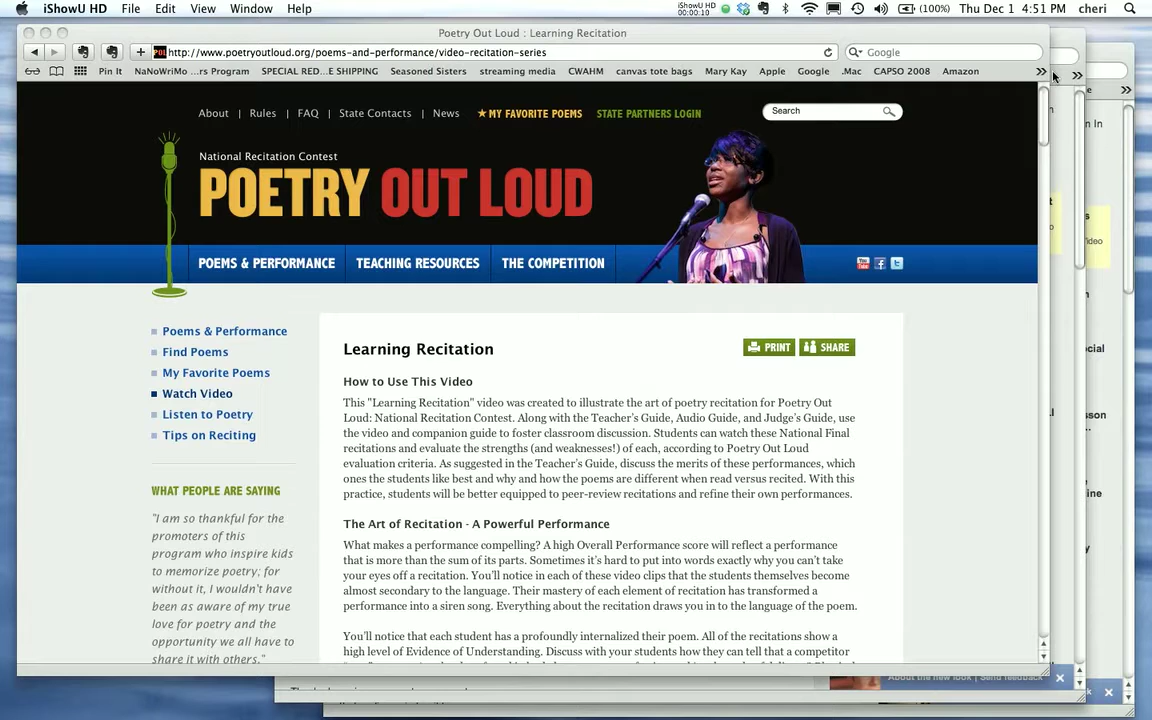 iShowU HD File Edit View Window Help 00:00:10 (100%) Thu Dec 1 4:51 PM cheri
Poetry Out Loud : Learning Recitation
POL http://www.poetryoutloud.org/poems-and-performance/video-recitation-series Google
Pin It NaNoWriMo ...rs Program SPECIAL RED...E SHIPPING Seasoned Sisters streaming media CWAHM canvas tote bags Mary Kay Apple Google .Mac CAPSO 2008 Amazon
About | Rules | FAQ | State Contacts | News ★ MY FAVORITE POEMS STATE PARTNERS LOGIN Search
National Recitation Contest
POETRY OUT LOUD
POEMS & PERFORMANCE TEACHING RESOURCES THE COMPETITION
Poems & Performance
Find Poems
My Favorite Poems
Watch Video
Listen to Poetry
Tips on Reciting
WHAT PEOPLE ARE SAYING
"I am so thankful for the
promoters of this
program who inspire kids
to memorize poetry; for
without it, I wouldn't have
been as aware of my true
love for poetry and the
opportunity we all have to
share it with others."
Learning Recitation
PRINT SHARE
How to Use This Video
This "Learning Recitation" video was created to illustrate the art of poetry recitation for Poetry Out
Loud: National Recitation Contest. Along with the Teacher's Guide, Audio Guide, and Judge's Guide, use
the video and companion guide to foster classroom discussion. Students can watch these National Final
recitations and evaluate the strengths (and weaknesses!) of each, according to Poetry Out Loud
evaluation criteria. As suggested in the Teacher's Guide, discuss the merits of these performances, which
ones the students like best and why and how the poems are different when read versus recited. With this
practice, students will be better equipped to peer-review recitations and refine their own performances.
The Art of Recitation - A Powerful Performance
What makes a performance compelling? A high Overall Performance score will reflect a performance
that is more than the sum of its parts. Sometimes it's hard to put into words exactly why you can't take
your eyes off a recitation. You'll notice in each of these video clips that the students themselves become
almost secondary to the language. Their mastery of each element of recitation has transformed a
performance into a siren song. Everything about the recitation draws you in to the language of the poem.
You'll notice that each student has a profoundly internalized their poem. All of the recitations show a
high level of Evidence of Understanding. Discuss with your students how they can tell that a competitor
About the new look | Send feedback